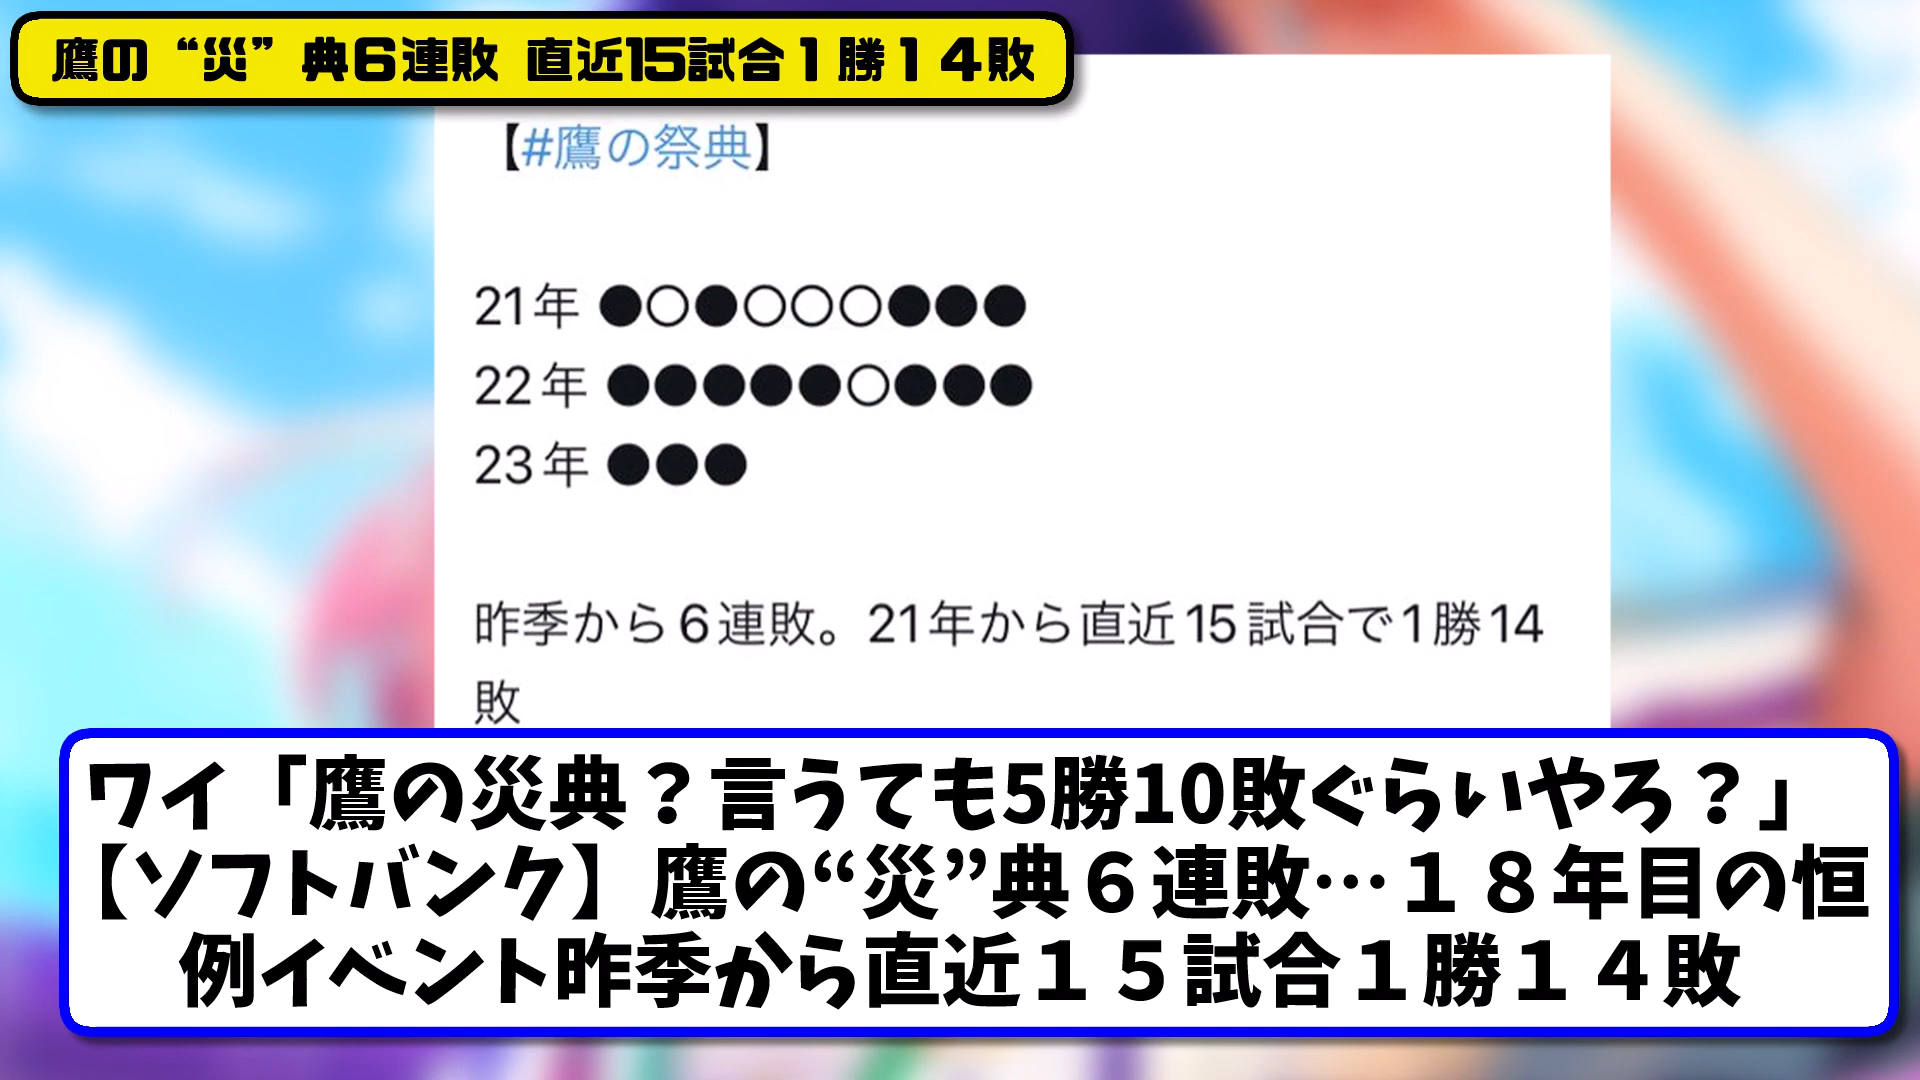 鷹の“災”典６連敗 直近15試合１勝１４敗
【#鷹の祭典】
21年 ●○●○○○●●●
22年 ●●●●●○●●●
23年 ●●●
昨季から6連敗。21年から直近15試合で1勝14
敗
ワイ「鷹の災典？言うても5勝10敗ぐらいやろ？」
【ソフトバンク】鷹の“災”典６連敗…１８年目の恒
例イベント昨季から直近１５試合１勝１４敗